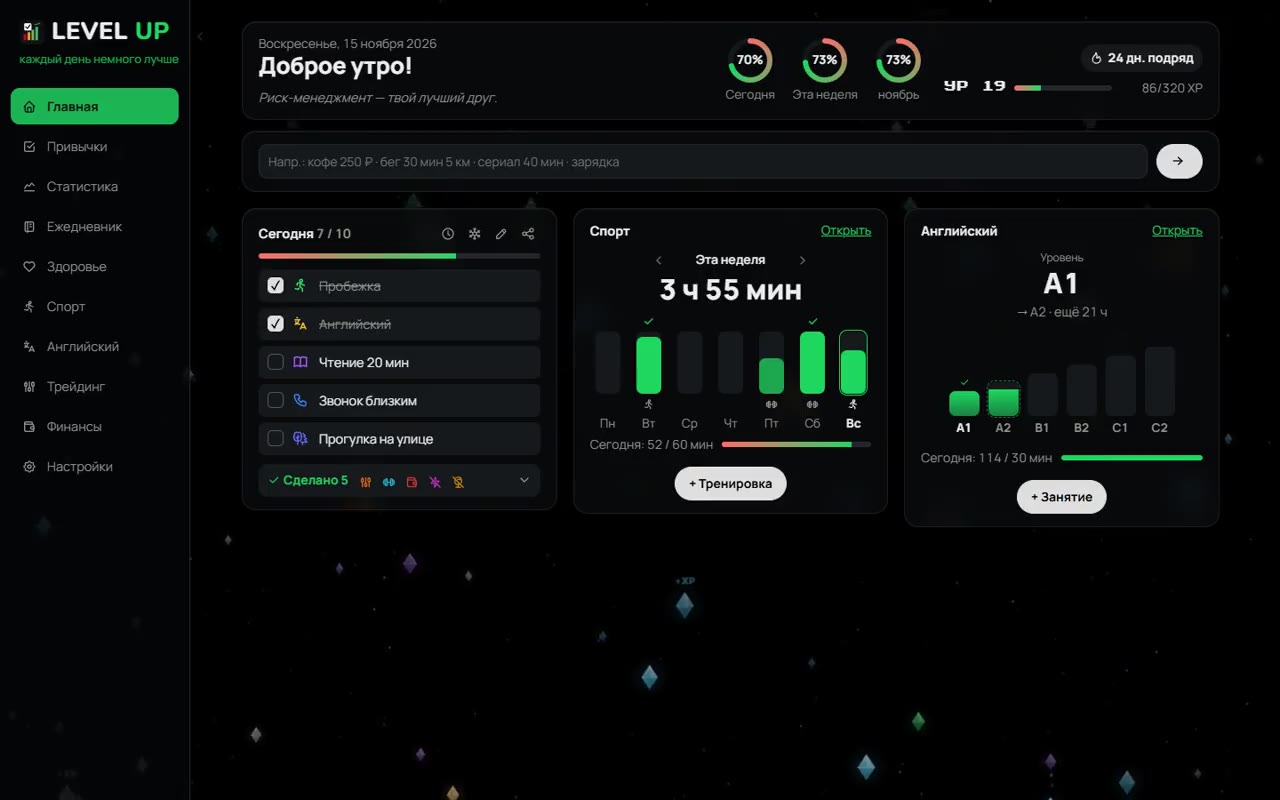 LEVEL UP
каждый день немного лучше
Главная
Привычки
Статистика
Ежедневник
Здоровье
Спорт
Английский
Трейдинг
Финансы
Настройки
Воскресенье, 15 ноября 2026
Доброе утро!
Риск-менеджмент — твой лучший друг.
70%
Сегодня
73%
Эта неделя
73%
ноябрь
УР 19
24 дн. подряд
86/320 XP
Напр.: кофе 250 ₽ · бег 30 мин 5 км · сериал 40 мин · зарядка
→
Сегодня 7 / 10
Пробежка
Английский
Чтение 20 мин
Звонок близким
Прогулка на улице
Сделано 5
Спорт
Открыть
Эта неделя
3 ч 55 мин
Пн Вт Ср Чт Пт Сб Вс
Сегодня: 52 / 60 мин
+ Тренировка
Английский
Открыть
Уровень
A1
→ A2 · ещё 21 ч
A1 A2 B1 B2 C1 C2
Сегодня: 114 / 30 мин
+ Занятие
+XP